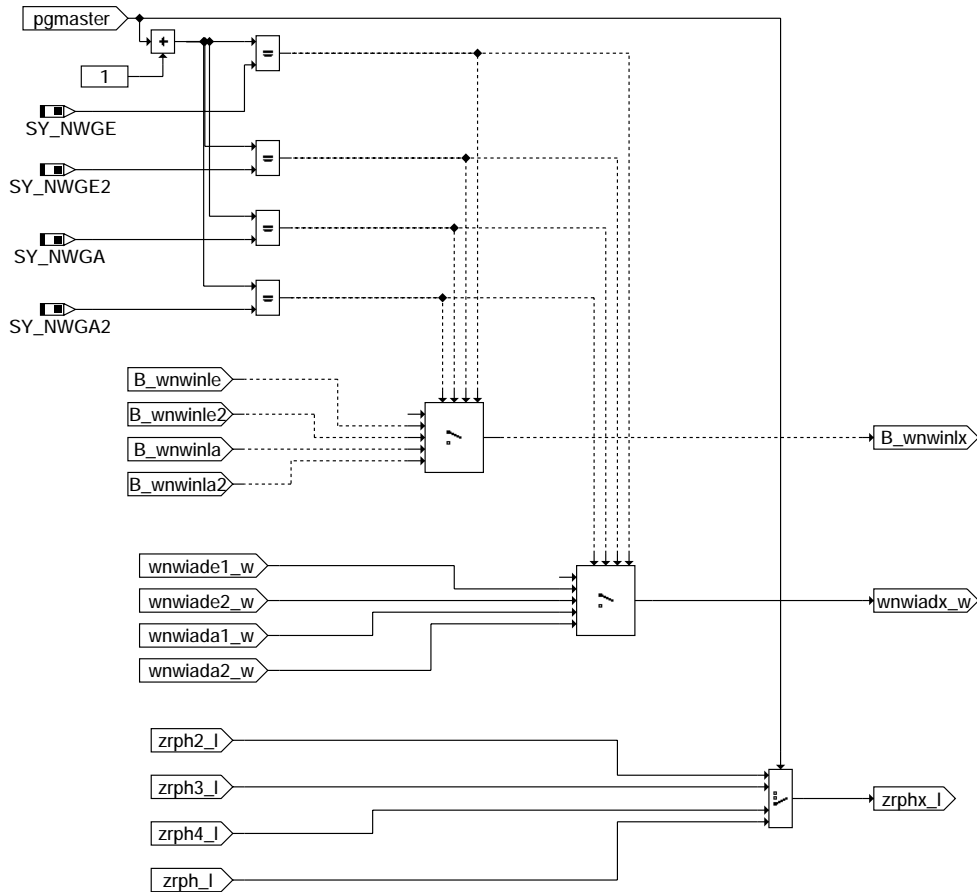 pgmaster
+
1
=
SY_NWGE
=
SY_NWGE2
=
SY_NWGA
=
SY_NWGA2
B_wnwinle
B_wnwinle2
B_wnwinla
B_wnwinla2
B_wnwinlx
wnwiade1_w
wnwiade2_w
wnwiada1_w
wnwiada2_w
wnwiadx_w
zrph2_l
zrph3_l
zrph4_l
zrph_l
zrphx_l